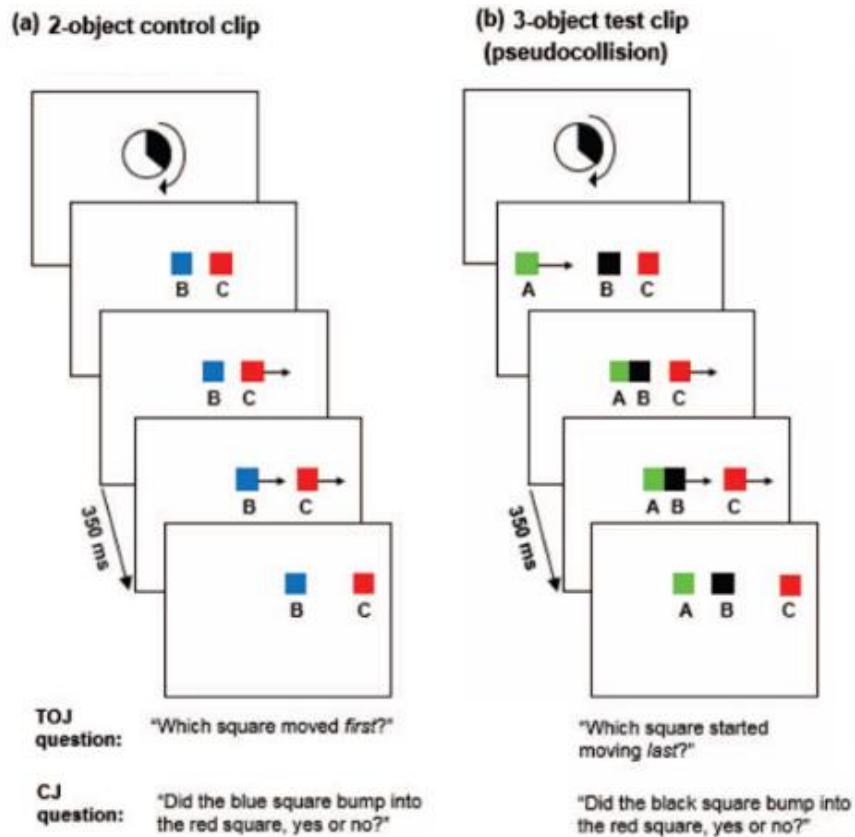 (a) 2-object control clip
B C
B C
B C
350 ms
B C
TOJ question:
"Which square moved first?"
CJ question:
"Did the blue square bump into
the red square, yes or no?"
(b) 3-object test clip
(pseudocollision)
A B C
A B C
A B C
350 ms
A B C
"Which square started
moving last?"
"Did the black square bump into
the red square, yes or no?"